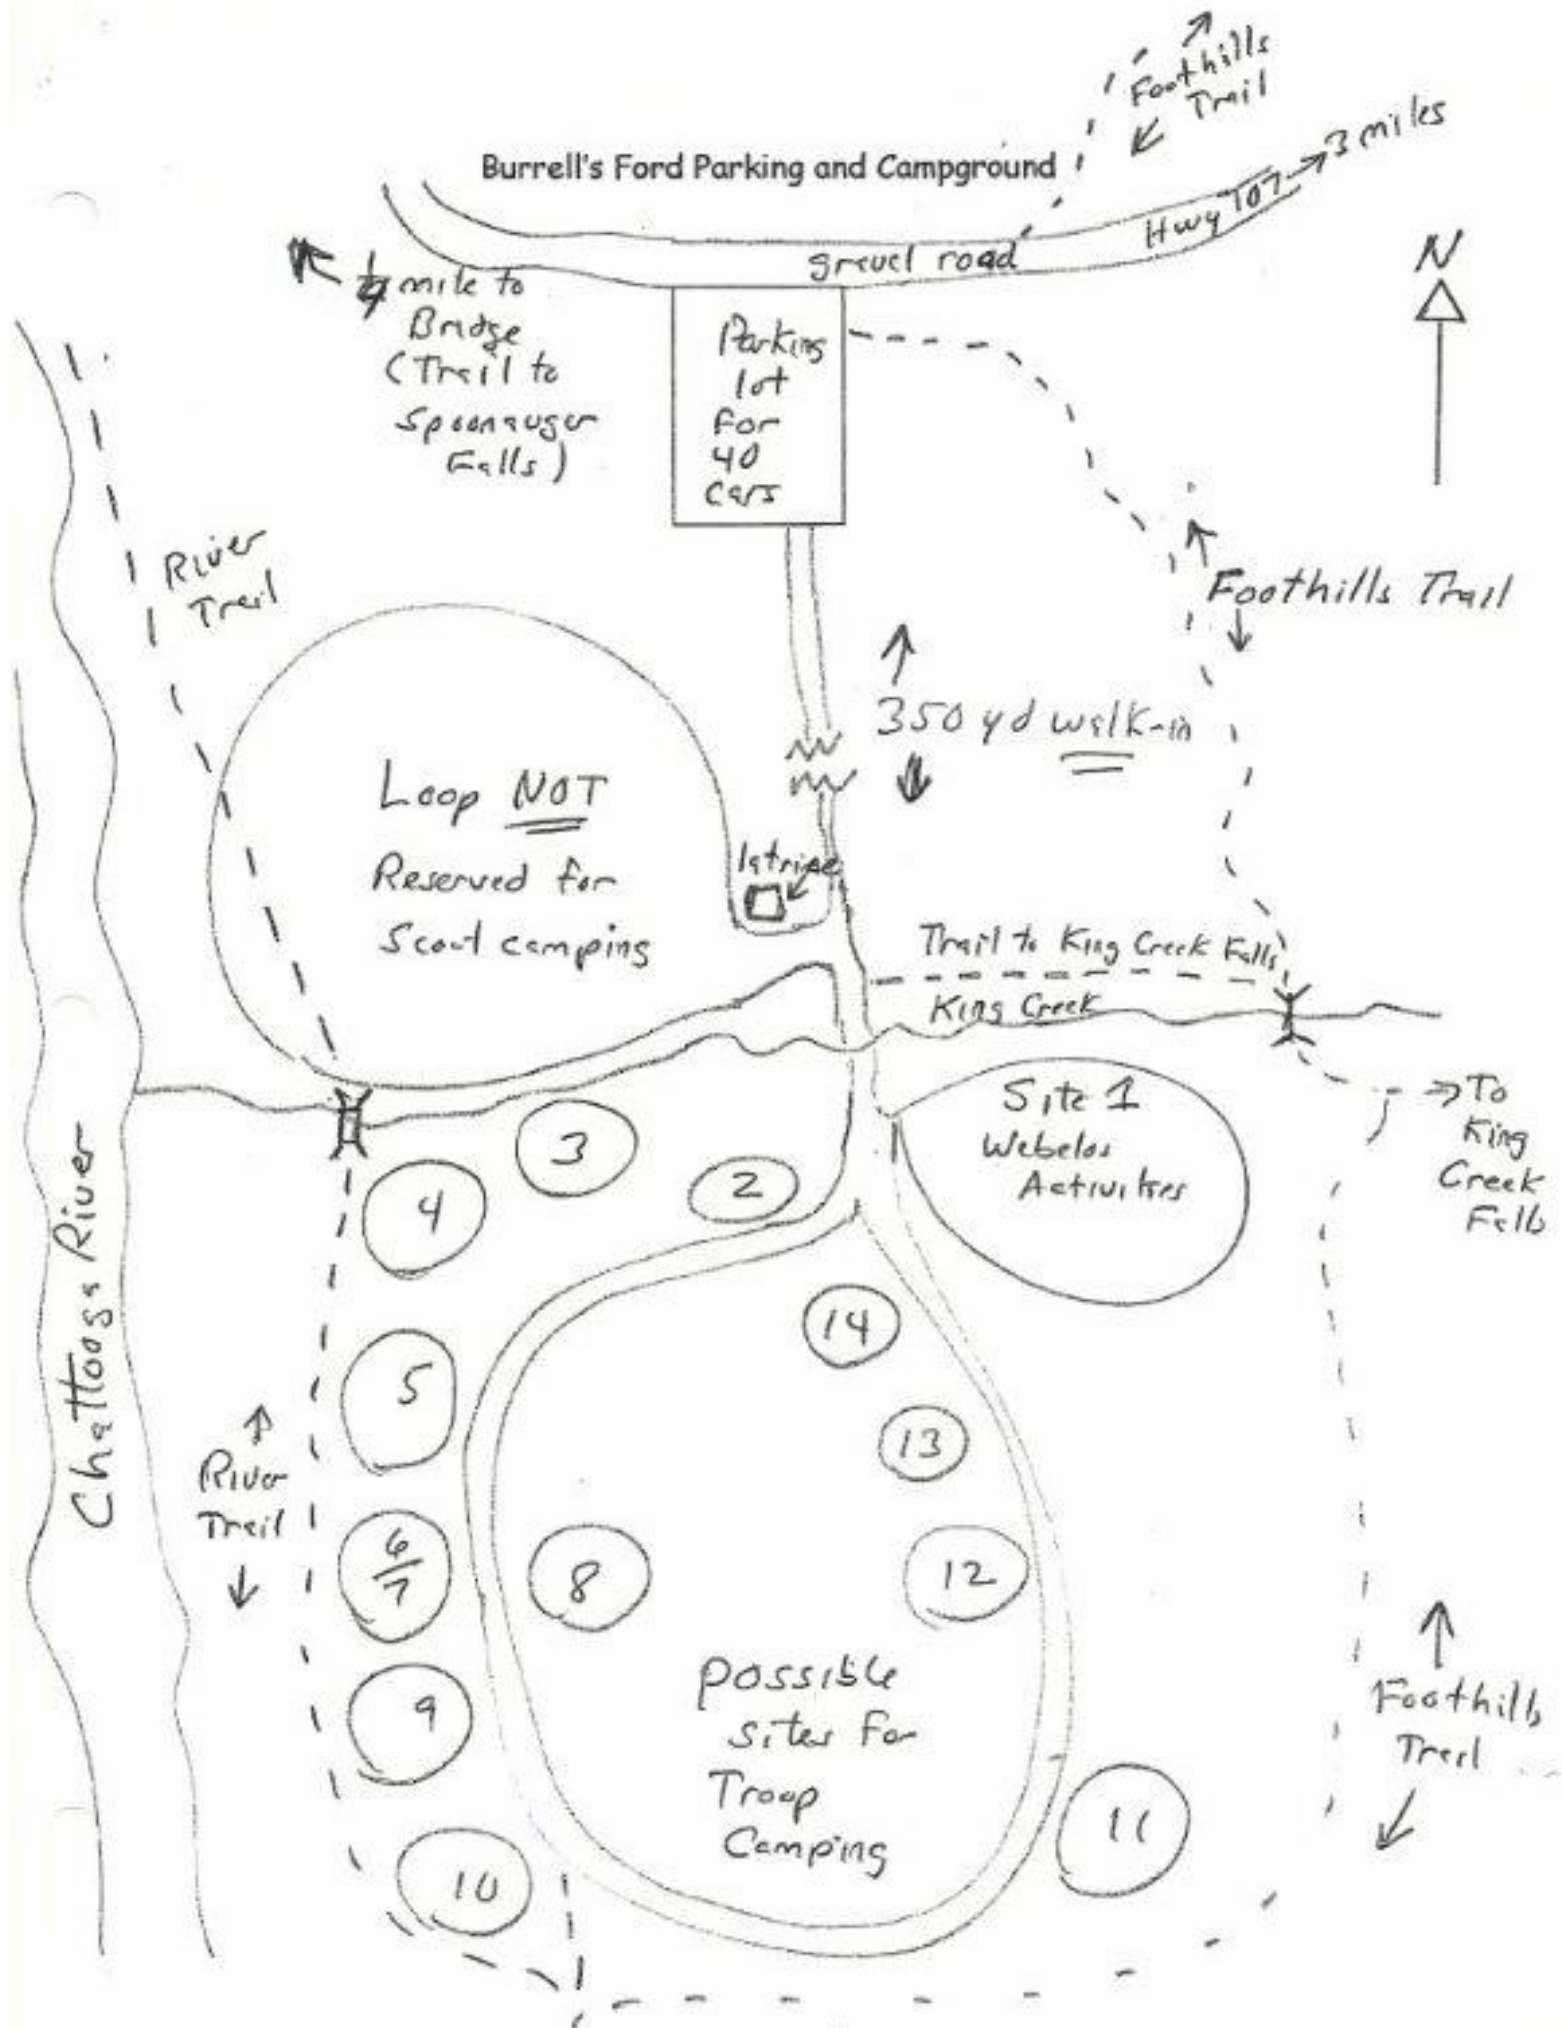 Foothills
Trail
Burrell's Ford Parking and Campground
3 miles
Hwy 107
gravel road
N
mile to
Bridge
(Trail to
Spoonauger
Falls)
Parking
lot
For
40
Cars
River
Trail
Foothills Trail
350 yd walk-in
Loop NOT
Reserved for
Scout camping
latrine
Trail to King Creek Falls
King Creek
Site 1
Webelos
Activities
To
King
Creek
Falls
3
2
4
Chattooga River
14
5
13
River
Trail
6
7
8
12
possible
sites for
Troop
Camping
9
Foothills
Trail
11
10